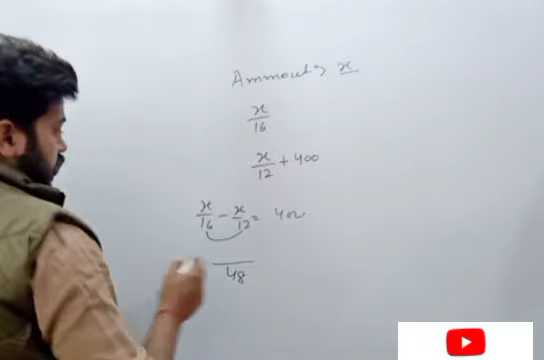 Ammount → x
x/16
x/12 + 400
x/16 - x/12 = 400
/48